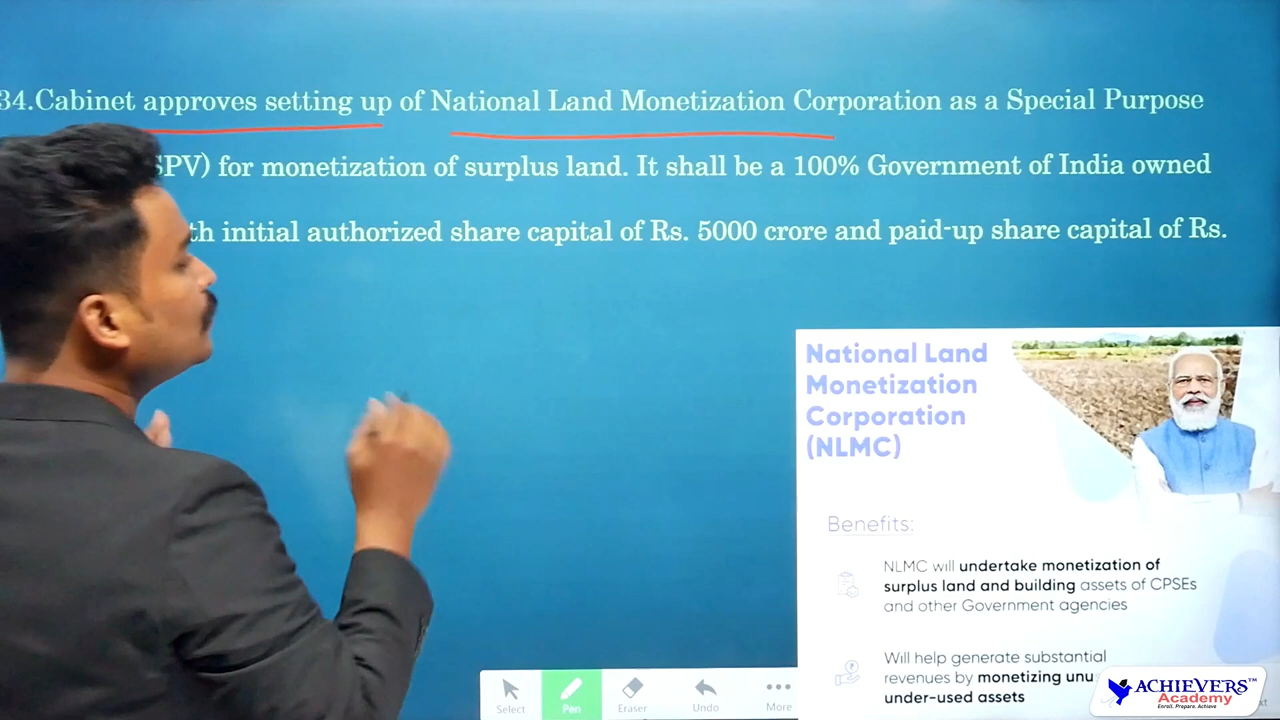 34.Cabinet approves setting up of National Land Monetization Corporation as a Special Purpose
SPV) for monetization of surplus land. It shall be a 100% Government of India owned
th initial authorized share capital of Rs. 5000 crore and paid-up share capital of Rs.
National Land
Monetization
Corporation
(NLMC)
Benefits:
NLMC will undertake monetization of
surplus land and building assets of CPSEs
and other Government agencies
Will help generate substantial
revenues by monetizing
under-used assets
Select
Pen
Eraser
Undo
More
ACHIEVERS™
Academy
Enroll. Prepare. Achieve